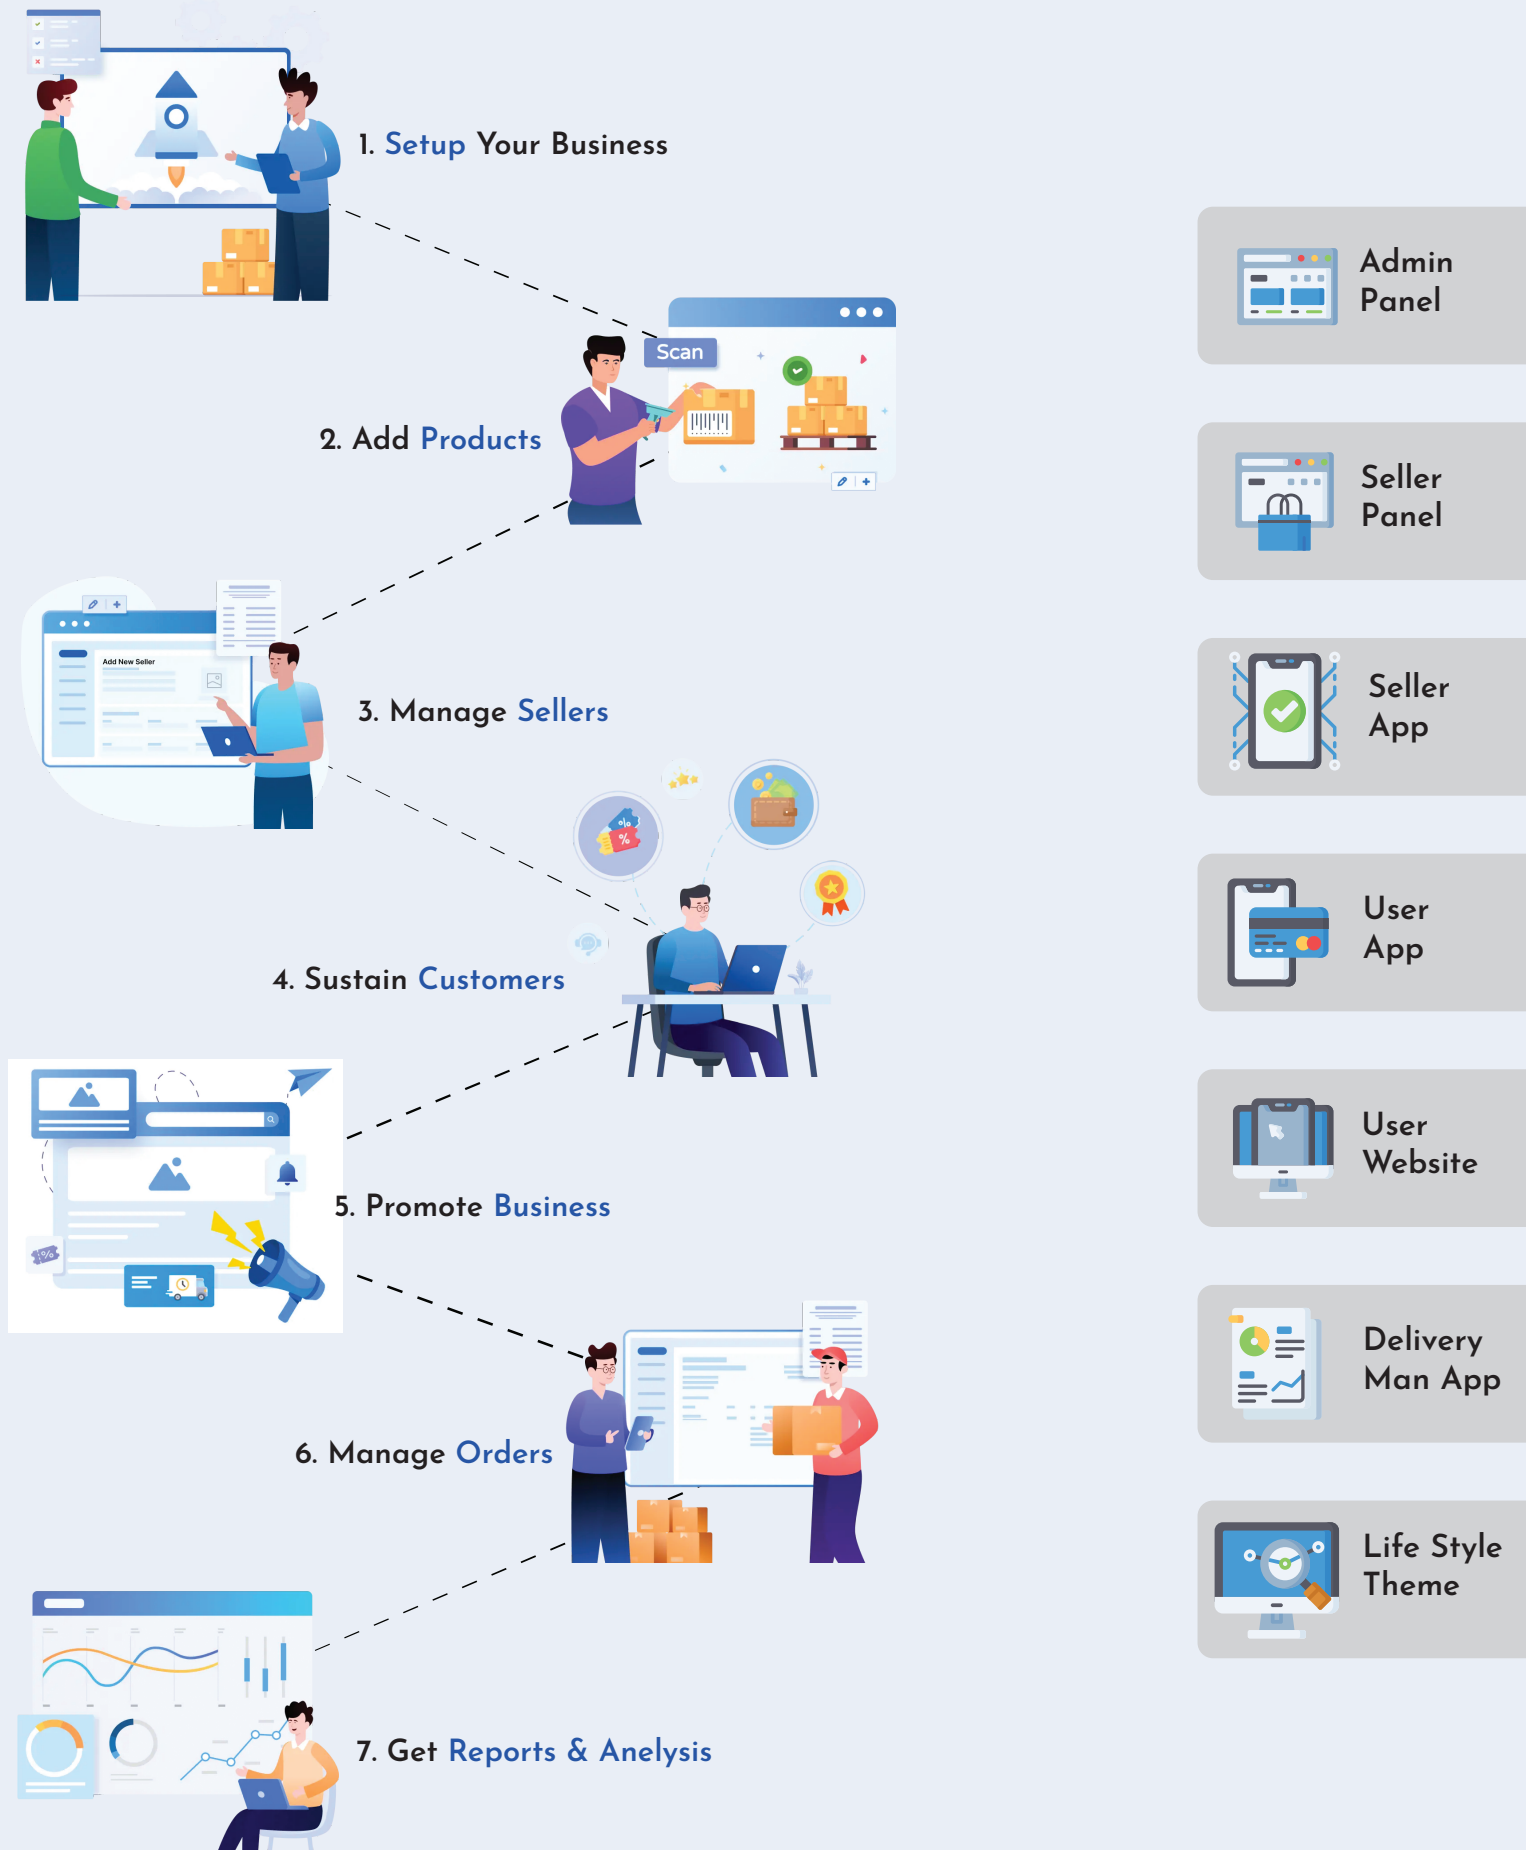 1. Setup Your Business
Scan
2. Add Products
Add New Seller
3. Manage Sellers
4. Sustain Customers
5. Promote Business
6. Manage Orders
7. Get Reports & Anelysis
Admin
Panel
Seller
Panel
Seller
App
User
App
User
Website
Delivery
Man App
Life Style
Theme